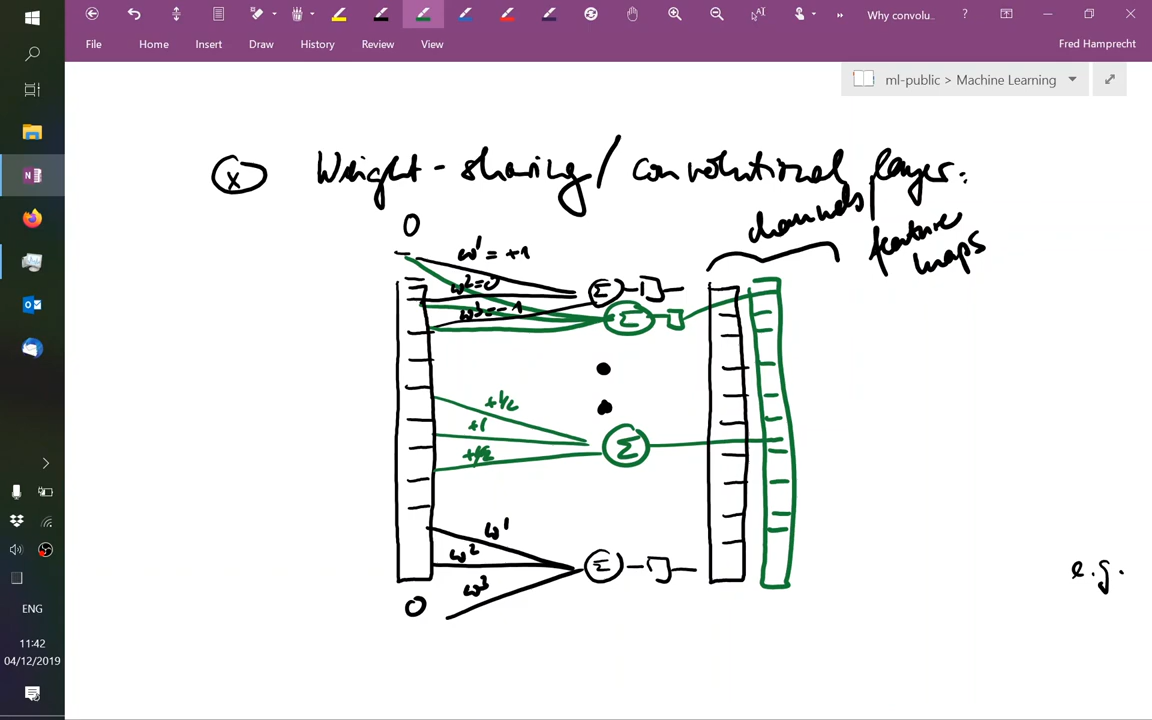 Why convolu..
?
File Home Insert Draw History Review View
Fred Hamprecht
ml-public > Machine Learning
x Weight-sharing/convolutional layer:
channels/
feature
maps
0
w¹ = +1
w²=0
w³=-1
Σ
Σ
+1/2
+1
+1/2
Σ
w¹
w²
w³
Σ
0
e.g.
ENG
11:42
04/12/2019